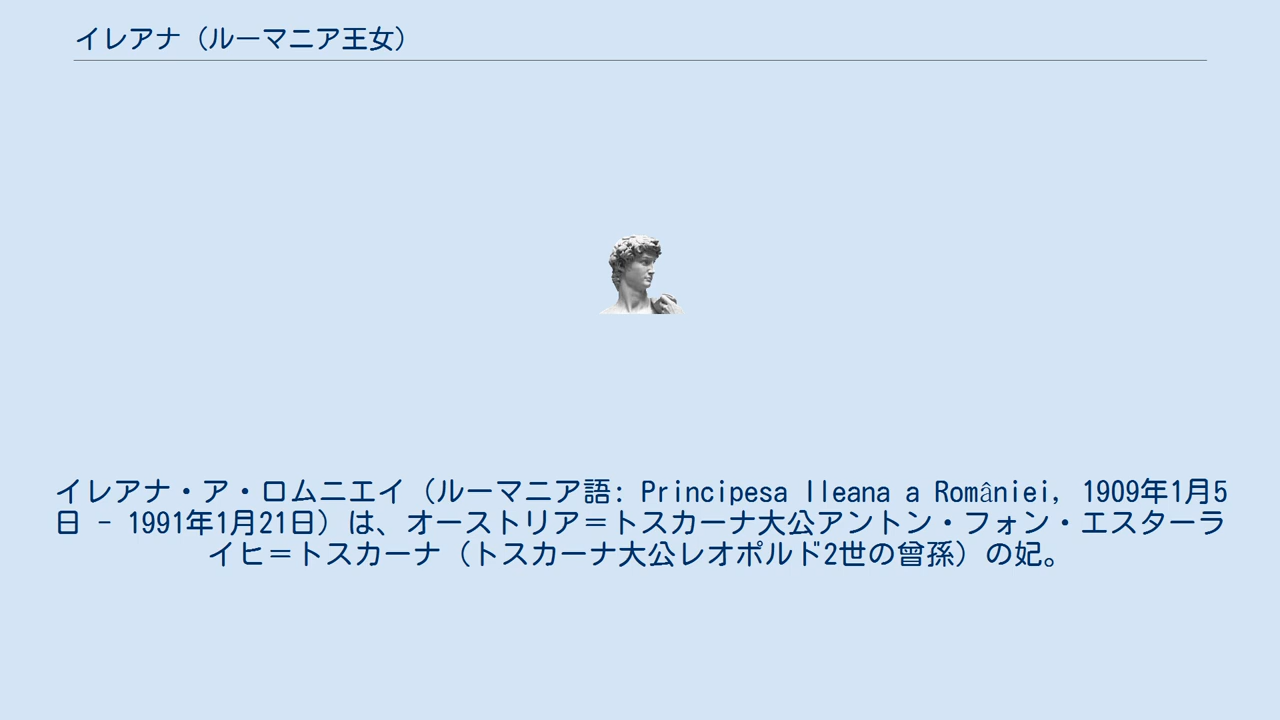 イレアナ（ルーマニア王女）
イレアナ・ア・ロムニエイ（ルーマニア語: Principesa Ileana a României, 1909年1月5
日 - 1991年1月21日）は、オーストリア＝トスカーナ大公アントン・フォン・エスターラ
イヒ＝トスカーナ（トスカーナ大公レオポルド2世の曾孫）の妃。